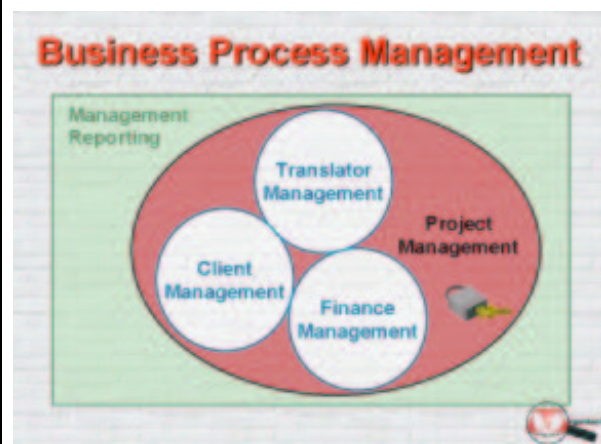 Business Process Management
Management
Reporting
Translator
Management
Project
Management
Client
Management
Finance
Management